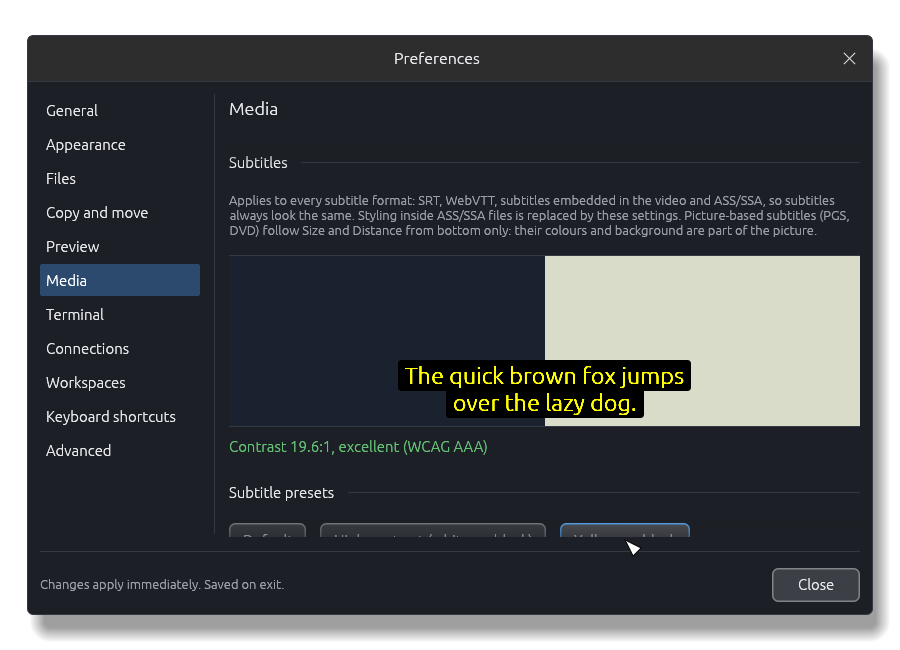 Preferences
General
Appearance
Files
Copy and move
Preview
Media
Terminal
Connections
Workspaces
Keyboard shortcuts
Advanced
Media
Subtitles
Applies to every subtitle format: SRT, WebVTT, subtitles embedded in the video and ASS/SSA, so subtitles
always look the same. Styling inside ASS/SSA files is replaced by these settings. Picture-based subtitles (PGS,
DVD) follow Size and Distance from bottom only: their colours and background are part of the picture.
The quick brown fox jumps
over the lazy dog.
Contrast 19.6:1, excellent (WCAG AAA)
Subtitle presets
Default
Changes apply immediately. Saved on exit.
Close